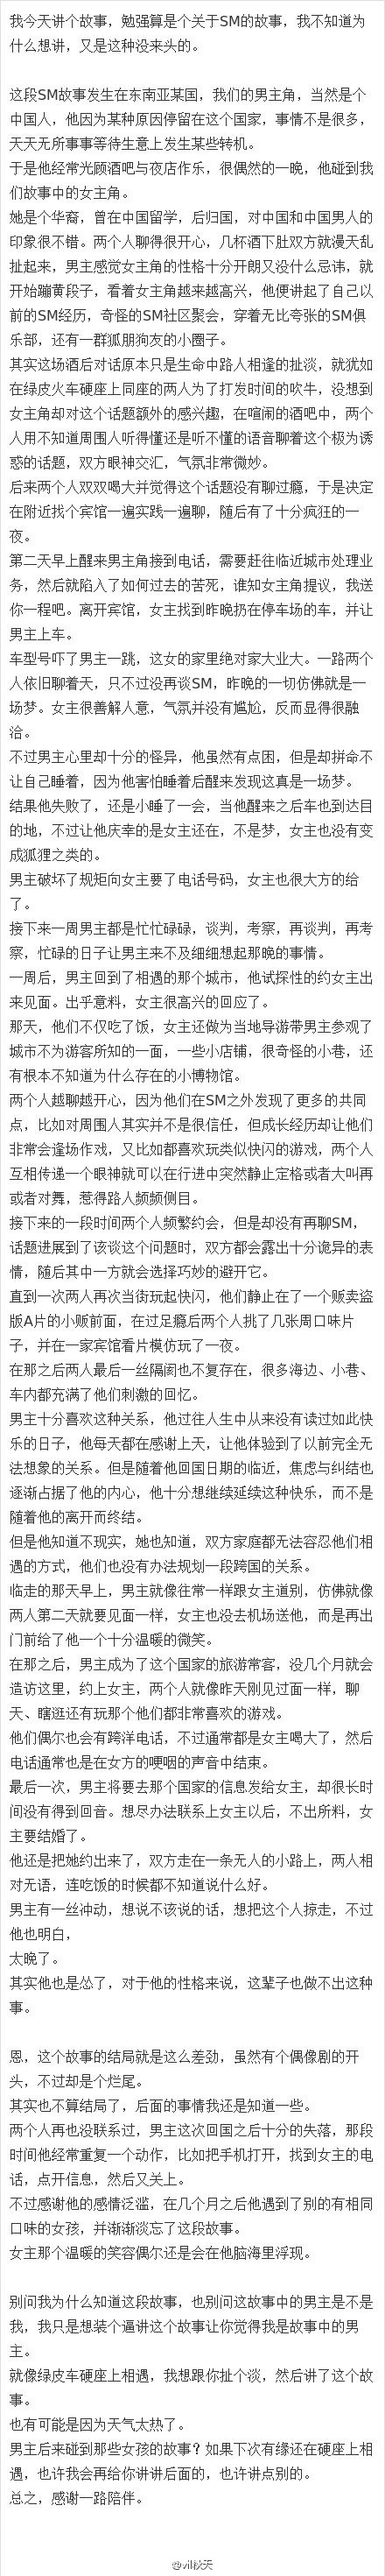 我今天讲个故事，勉强算是个关于SM的故事，我不知道为
什么想讲，又是这种没来头的。
这段SM故事发生在东南亚某国，我们的男主角，当然是个
中国人，他因为某种原因停留在这个国家，事情不是很多，
天天无所事事等待生意上发生某些转机。
于是他经常光顾酒吧与夜店作乐，很偶然的一晚，他碰到我
们故事中的女主角。
她是个华裔，曾在中国留学，后归国，对中国和中国男人的
印象很不错。两个人聊得很开心，几杯酒下肚双方就漫天乱
扯起来，男主感觉女主角的性格十分开朗又没什么忌讳，就
开始蹦黄段子，看着女主角越来越高兴，他便讲起了自己以
前的SM经历，奇怪的SM社区聚会，穿着无比夸张的SM俱
乐部，还有一群狐朋狗友的小圈子。
其实这场酒后对话原本只是生命中路人相逢的扯淡，就犹如
在绿皮火车硬座上同座的两人为了打发时间的吹牛，没想到
女主角却对这个话题额外的感兴趣，在喧闹的酒吧中，两个
人用不知道周围人听得懂还是听不懂的语音聊着这个极为诱
惑的话题，双方眼神交汇，气氛非常微妙。
后来两个人双双喝大并觉得这个话题没有聊过瘾，于是决定
在附近找个宾馆一遍实践一遍聊，随后有了十分疯狂的一
夜。
第二天早上醒来男主角接到电话，需要赶往临近城市处理业
务，然后就陷入了如何过去的苦死，谁知女主角提议，我送
你一程吧。离开宾馆，女主找到昨晚扔在停车场的车，并让
男主上车。
车型号吓了男主一跳，这女的家里绝对家大业大。一路两个
人依旧聊着天，只不过没再谈SM，昨晚的一切仿佛就是一
场梦。女主很善解人意，气氛并没有尴尬，反而显得很融
洽。
不过男主心里却十分的怪异，他虽然有点困，但是却拼命不
让自己睡着，因为他害怕睡着后醒来发现这真是一场梦。
结果他失败了，还是小睡了一会，当他醒来之后车也到达目
的地，不过让他庆幸的是女主还在，不是梦，女主也没有变
成狐狸之类的。
男主破坏了规矩向女主要了电话号码，女主也很大方的给
了。
接下来一周男主都是忙忙碌碌，谈判，考察，再谈判，再考
察，忙碌的日子让男主来不及细细想起那晚的事情。
一周后，男主回到了相遇的那个城市，他试探性的约女主出
来见面。出乎意料，女主很高兴的回应了。
那天，他们不仅吃了饭，女主还做为当地导游带男主参观了
城市不为游客所知的一面，一些小店铺，很奇怪的小巷，还
有根本不知道为什么存在的小博物馆。
两个人越聊越开心，因为他们在SM之外发现了更多的共同
点，比如对周围人其实并不是很信任，但成长经历却让他们
非常会逢场作戏，又比如都喜欢玩类似快闪的游戏，两个人
互相传递一个眼神就可以在行进中突然静止定格或者大叫再
或者对舞，惹得路人频频侧目。
接下来的一段时间两个人频繁约会，但是却没有再聊SM，
话题进展到了该谈这个问题时，双方都会露出十分诡异的表
情，随后其中一方就会选择巧妙的避开它。
直到一次两人再次当街玩起快闪，他们静止在了一个贩卖盗
版A片的小贩前面，在过足瘾后两个人挑了几张周口味片
子，并在一家宾馆看片模仿玩了一夜。
在那之后两人最后一丝隔阂也不复存在，很多海边、小巷、
车内都充满了他们刺激的回忆。
男主十分喜欢这种关系，他过往人生中从来没有读过如此快
乐的日子，他每天都在感谢上天，让他体验到了以前完全无
法想象的关系。但是随着他回国日期的临近，焦虑与纠结也
逐渐占据了他的内心，他十分想继续延续这种快乐，而不是
随着他的离开而终结。
但是他知道不现实，她也知道，双方家庭都无法容忍他们相
遇的方式，他们也没有办法规划一段跨国的关系。
临走的那天早上，男主就像往常一样跟女主道别，仿佛就像
两人第二天就要见面一样，女主也没去机场送他，而是再出
门前给了他一个十分温暖的微笑。
在那之后，男主成为了这个国家的旅游常客，没几个月就会
造访这里，约上女主，两个人就像昨天刚见过面一样，聊
天、瞎逛还有玩那个他们都非常喜欢的游戏。
他们偶尔也会有跨洋电话，不过通常都是女主喝大了，然后
电话通常也是在女方的哽咽的声音中结束。
最后一次，男主将要去那个国家的信息发给女主，却很长时
间没有得到回音。想尽办法联系上女主以后，不出所料，女
主要结婚了。
他还是把她约出来了，双方走在一条无人的小路上，两人相
对无语，连吃饭的时候都不知道说什么好。
男主有一丝冲动，想说不该说的话，想把这个人掠走，不过
他也明白，
太晚了。
其实他也是怂了，对于他的性格来说，这辈子也做不出这种
事。
恩，这个故事的结局就是这么差劲，虽然有个偶像剧的开
头，不过却是个烂尾。
其实也不算结局了，后面的事情我还是知道一些。
两个人再也没联系过，男主这次回国之后十分的失落，那段
时间他经常重复一个动作，比如把手机打开，找到女主的电
话，点开信息，然后又关上。
不过感谢他的感情泛滥，在几个月之后他遇到了别的有相同
口味的女孩，并渐渐淡忘了这段故事。
女主那个温暖的笑容偶尔还是会在他脑海里浮现。
别问我为什么知道这段故事，也别问这故事中的男主是不是
我，我只是想装个逼讲这个故事让你觉得我是故事中的男
主。
就像绿皮车硬座上相遇，我想跟你扯个淡，然后讲了这个故
事。
也有可能是因为天气太热了。
男主后来碰到那些女孩的故事？如果下次有缘还在硬座上相
遇，也许我会再给你讲讲后面的，也许讲点别的。
总之，感谢一路陪伴。